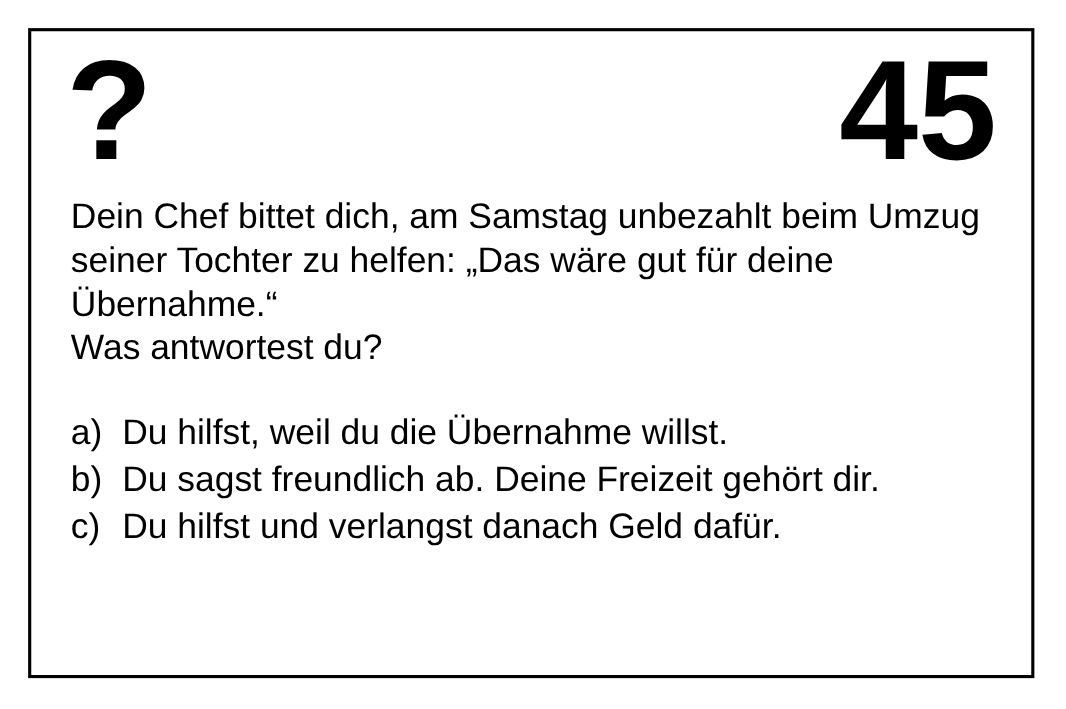 ? 45
Dein Chef bittet dich, am Samstag unbezahlt beim Umzug
seiner Tochter zu helfen: „Das wäre gut für deine
Übernahme.“
Was antwortest du?
a) Du hilfst, weil du die Übernahme willst.
b) Du sagst freundlich ab. Deine Freizeit gehört dir.
c) Du hilfst und verlangst danach Geld dafür.